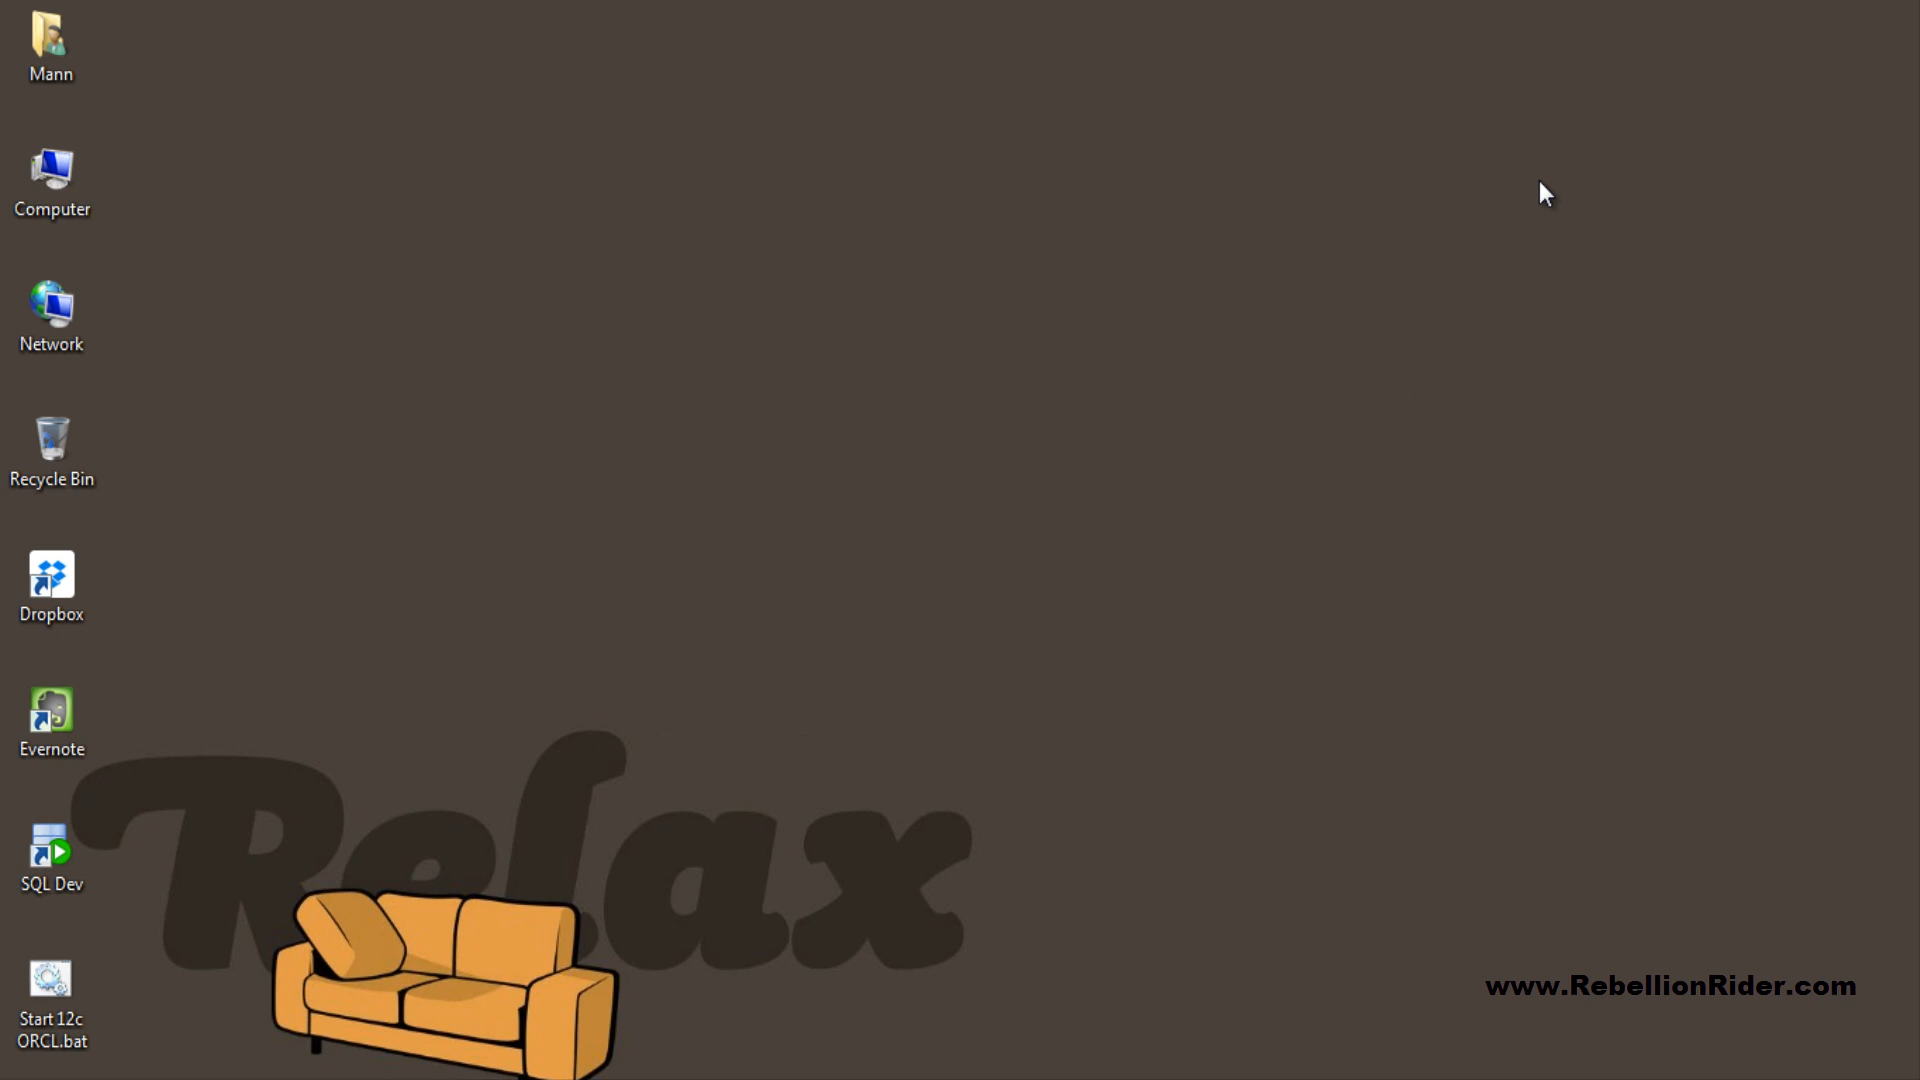 Mann
Computer
Network
Recycle Bin
Dropbox
Evernote
SQL Dev
Start 12c
ORCL.bat
Relax
www.RebellionRider.com